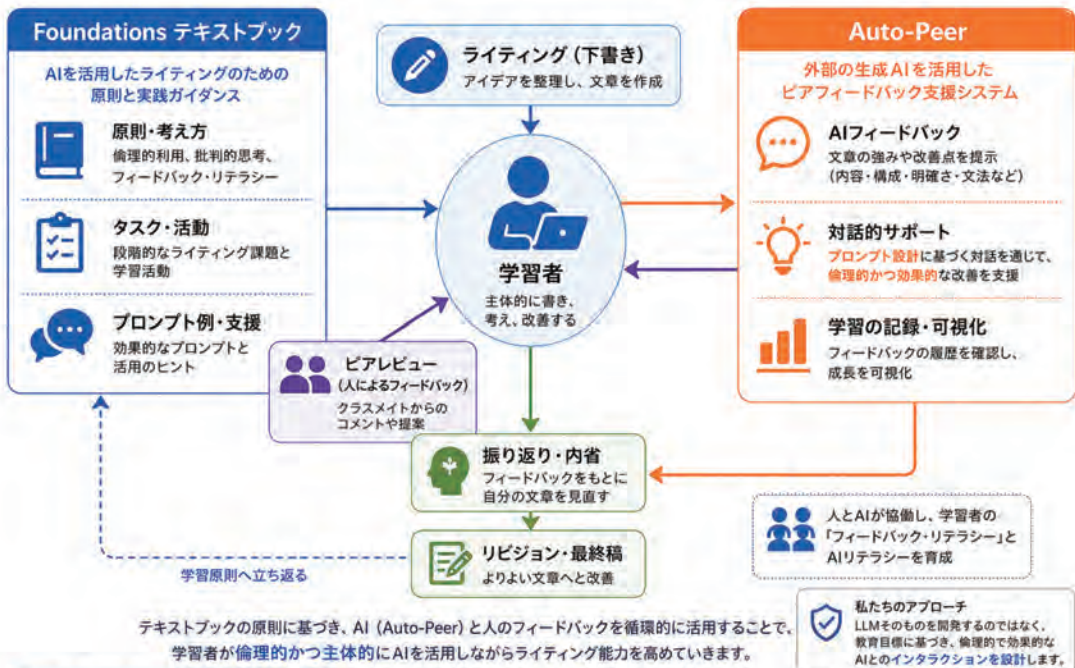 Foundations テキストブック
AIを活用したライティングのための
原則と実践ガイダンス
原則・考え方
倫理的利用、批判的思考、
フィードバック・リテラシー
タスク・活動
段階的なライティング課題と
学習活動
プロンプト例・支援
効果的なプロンプトと
活用のヒント
ライティング（下書き）
アイデアを整理し、文章を作成
学習者
主体的に書き、
考え、改善する
ピアレビュー
（人によるフィードバック）
クラスメイトからの
コメントや提案
Auto-Peer
外部の生成AIを活用した
ピアフィードバック支援システム
AIフィードバック
文章の強みや改善点を提示
（内容・構成・明確さ・文法など）
対話的サポート
プロンプト設計に基づく対話を通じて、
倫理的かつ効果的な改善を支援
学習の記録・可視化
フィードバックの履歴を確認し、
成長を可視化
振り返り・内省
フィードバックをもとに
自分の文章を見直す
リビジョン・最終稿
よりよい文章へと改善
学習原則へ立ち返る
人とAIが協働し、学習者の
「フィードバック・リテラシー」と
AIリテラシーを育成
テキストブックの原則に基づき、AI（Auto-Peer）と人のフィードバックを循環的に活用することで、
学習者が倫理的かつ主体的にAIを活用しながらライティング能力を高めていきます。
私たちのアプローチ
LLMそのものを開発するのではなく、
教育目標に基づき、倫理的で効果的な
AIとのインタラクションを設計します。